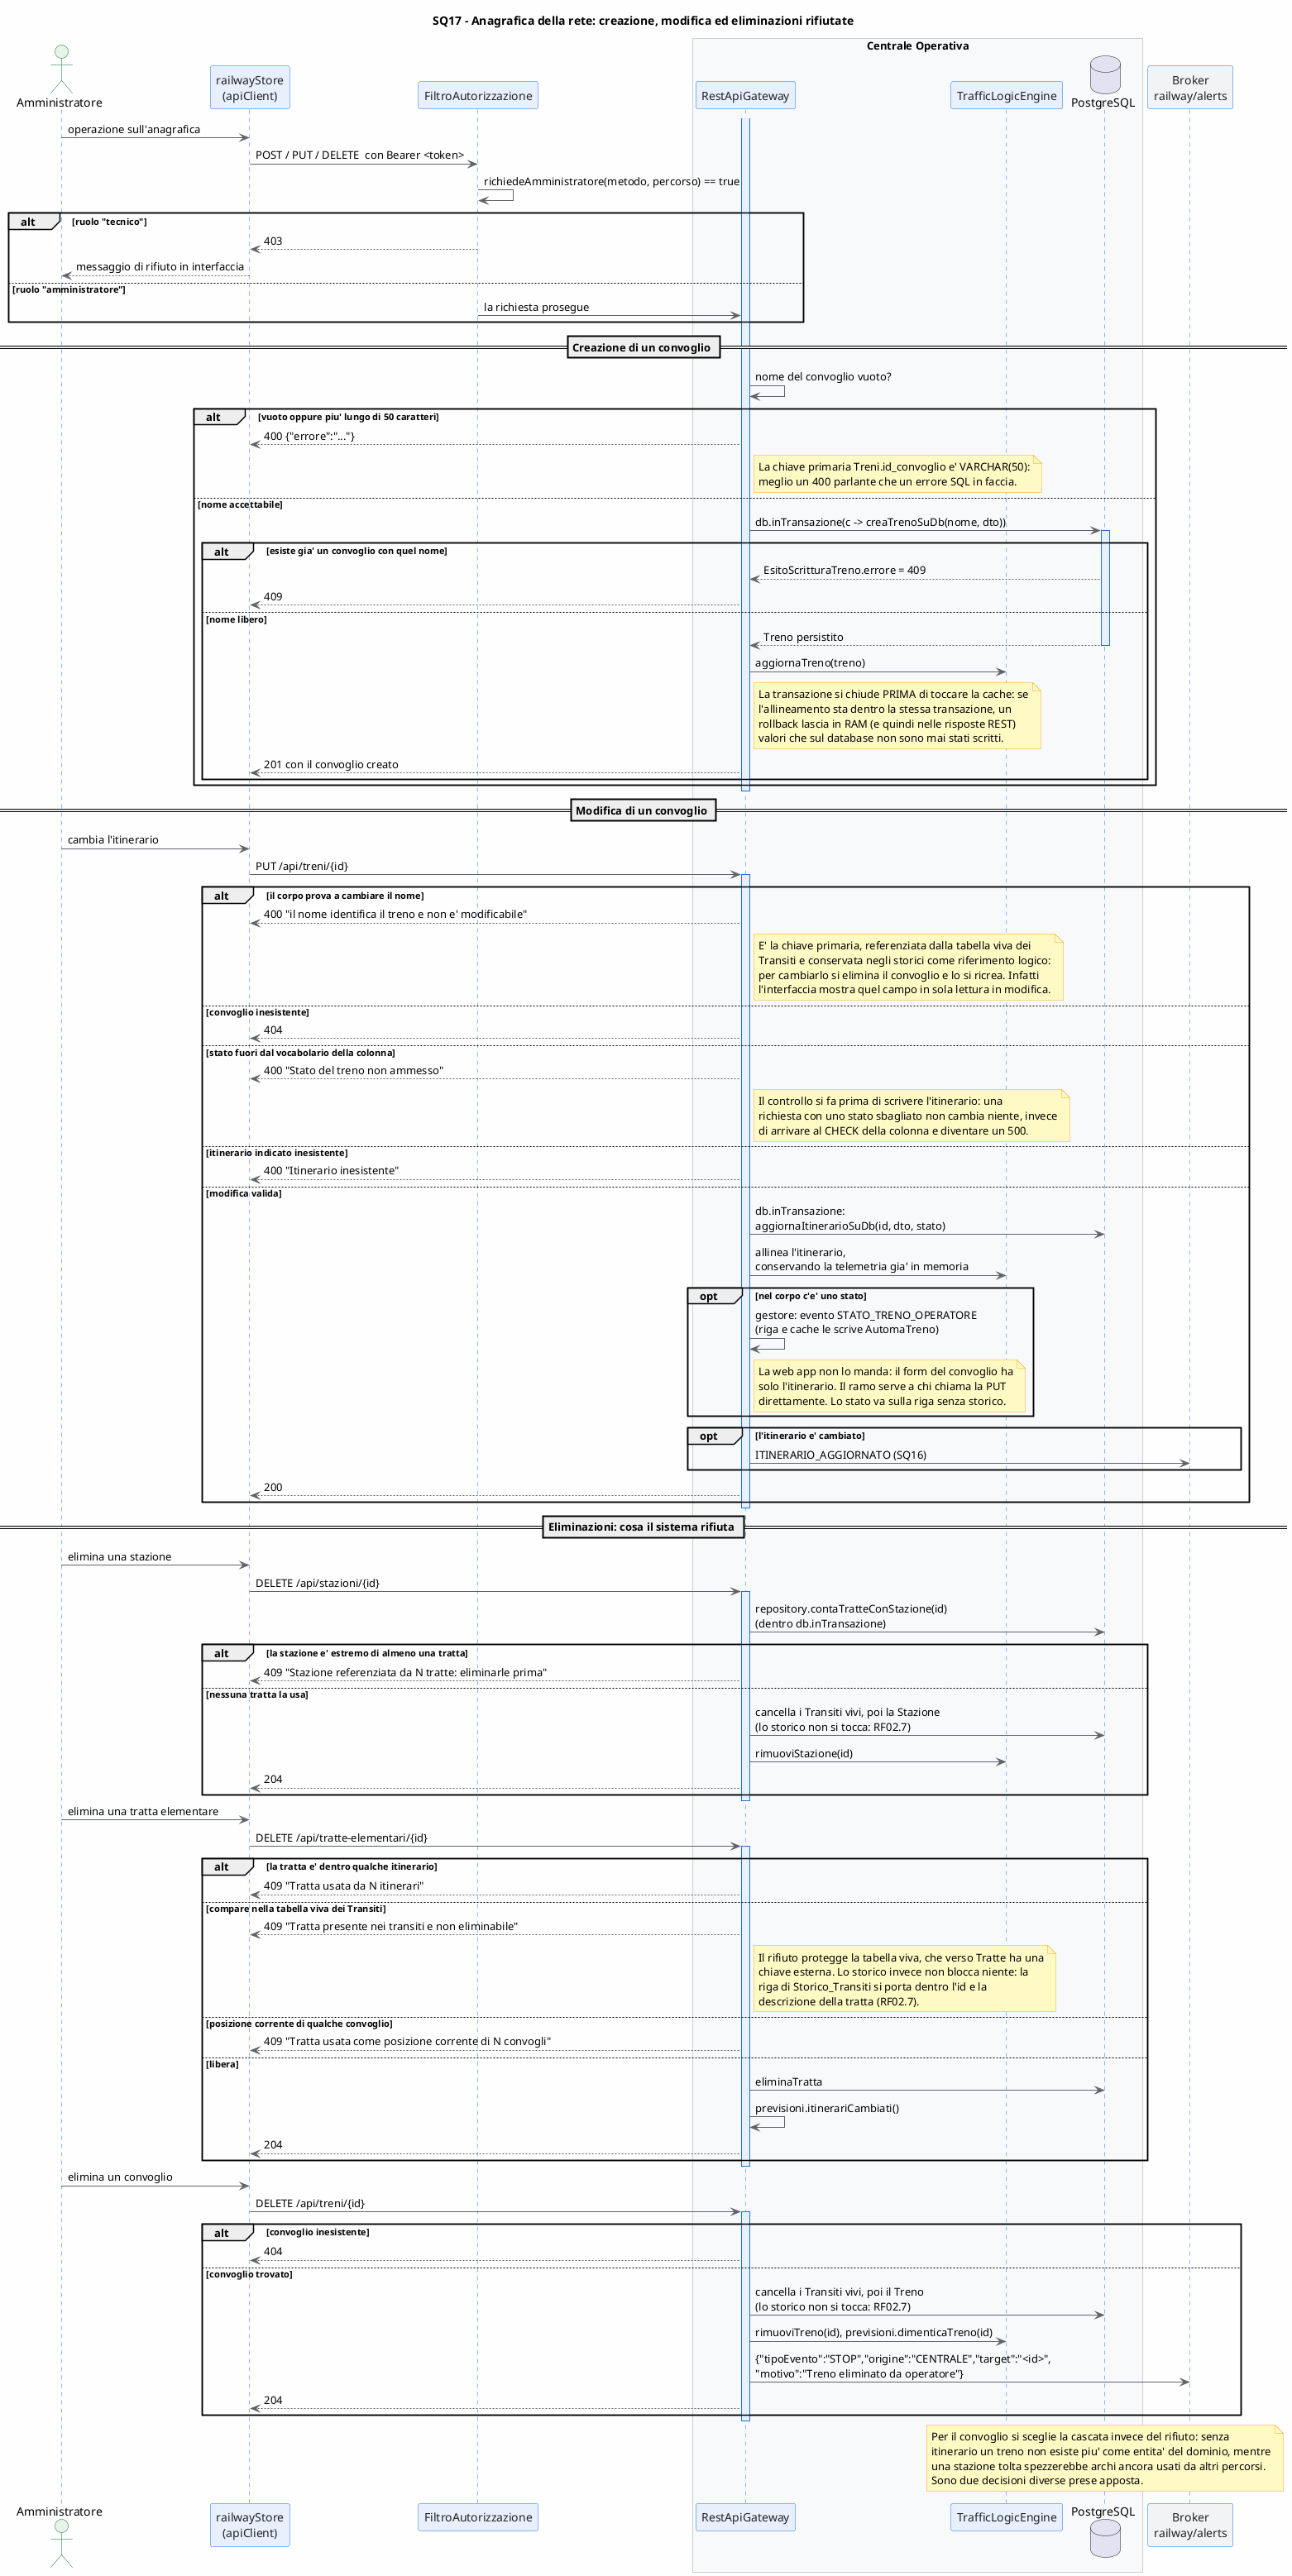 SQ17 - Anagrafica della rete: creazione, modifica ed eliminazioni rifiutate
Centrale Operativa
Amministratore
railwayStore
(apiClient)
FiltroAutorizzazione
RestApiGateway
TrafficLogicEngine
PostgreSQL
Broker
railway/alerts
operazione sull'anagrafica
POST / PUT / DELETE  con Bearer <token>
richiedeAmministratore(metodo, percorso) == true
alt [ruolo "tecnico"]
403
messaggio di rifiuto in interfaccia
[ruolo "amministratore"]
la richiesta prosegue
Creazione di un convoglio
nome del convoglio vuoto?
alt [vuoto oppure piu' lungo di 50 caratteri]
400 {"errore":"..."}
La chiave primaria Treni.id_convoglio e' VARCHAR(50):
meglio un 400 parlante che un errore SQL in faccia.
[nome accettabile]
db.inTransazione(c -> creaTrenoSuDb(nome, dto))
alt [esiste gia' un convoglio con quel nome]
EsitoScritturaTreno.errore = 409
409
[nome libero]
Treno persistito
aggiornaTreno(treno)
La transazione si chiude PRIMA di toccare la cache: se
l'allineamento sta dentro la stessa transazione, un
rollback lascia in RAM (e quindi nelle risposte REST)
valori che sul database non sono mai stati scritti.
201 con il convoglio creato
Modifica di un convoglio
cambia l'itinerario
PUT /api/treni/{id}
alt [il corpo prova a cambiare il nome]
400 "il nome identifica il treno e non e' modificabile"
E' la chiave primaria, referenziata dalla tabella viva dei
Transiti e conservata negli storici come riferimento logico:
per cambiarlo si elimina il convoglio e lo si ricrea. Infatti
l'interfaccia mostra quel campo in sola lettura in modifica.
[convoglio inesistente]
404
[stato fuori dal vocabolario della colonna]
400 "Stato del treno non ammesso"
Il controllo si fa prima di scrivere l'itinerario: una
richiesta con uno stato sbagliato non cambia niente, invece
di arrivare al CHECK della colonna e diventare un 500.
[itinerario indicato inesistente]
400 "Itinerario inesistente"
[modifica valida]
db.inTransazione:
aggiornaItinerarioSuDb(id, dto, stato)
allinea l'itinerario,
conservando la telemetria gia' in memoria
opt [nel corpo c'e' uno stato]
gestore: evento STATO_TRENO_OPERATORE
(riga e cache le scrive AutomaTreno)
La web app non lo manda: il form del convoglio ha
solo l'itinerario. Il ramo serve a chi chiama la PUT
direttamente. Lo stato va sulla riga senza storico.
opt [l'itinerario e' cambiato]
ITINERARIO_AGGIORNATO (SQ16)
200
Eliminazioni: cosa il sistema rifiuta
elimina una stazione
DELETE /api/stazioni/{id}
repository.contaTratteConStazione(id)
(dentro db.inTransazione)
alt [la stazione e' estremo di almeno una tratta]
409 "Stazione referenziata da N tratte: eliminarle prima"
[nessuna tratta la usa]
cancella i Transiti vivi, poi la Stazione
(lo storico non si tocca: RF02.7)
rimuoviStazione(id)
204
elimina una tratta elementare
DELETE /api/tratte-elementari/{id}
alt [la tratta e' dentro qualche itinerario]
409 "Tratta usata da N itinerari"
[compare nella tabella viva dei Transiti]
409 "Tratta presente nei transiti e non eliminabile"
Il rifiuto protegge la tabella viva, che verso Tratte ha una
chiave esterna. Lo storico invece non blocca niente: la
riga di Storico_Transiti si porta dentro l'id e la
descrizione della tratta (RF02.7).
[posizione corrente di qualche convoglio]
409 "Tratta usata come posizione corrente di N convogli"
[libera]
eliminaTratta
previsioni.itinerariCambiati()
204
elimina un convoglio
DELETE /api/treni/{id}
alt [convoglio inesistente]
404
[convoglio trovato]
cancella i Transiti vivi, poi il Treno
(lo storico non si tocca: RF02.7)
rimuoviTreno(id), previsioni.dimenticaTreno(id)
{"tipoEvento":"STOP","origine":"CENTRALE","target":"<id>",
"motivo":"Treno eliminato da operatore"}
204
Per il convoglio si sceglie la cascata invece del rifiuto: senza
itinerario un treno non esiste piu' come entita' del dominio, mentre
una stazione tolta spezzerebbe archi ancora usati da altri percorsi.
Sono due decisioni diverse prese apposta.
Amministratore
railwayStore
(apiClient)
FiltroAutorizzazione
RestApiGateway
TrafficLogicEngine
PostgreSQL
Broker
railway/alerts